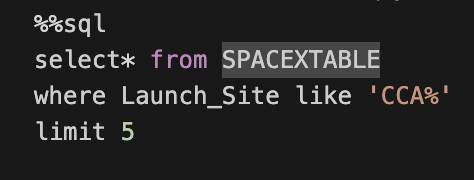 %%sql
select* from SPACEXTABLE
where Launch_Site like 'CCA%'
limit 5